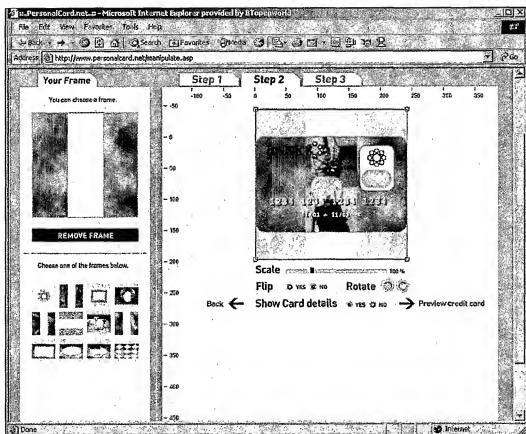 ::.PersonalCard.net.:: - Microsoft Internet Explorer provided by BTopenworld
File Edit View Favorites Tools Help
Back Search Favorites Media
Address http://www.personalcard.net/manipulate.asp Go
Your Frame
Step 1 Step 2 Step 3
You can choose a frame.
-100 -50 0 50 100 150 200 250 300 350
-50
0
50
100
150
200
250
300
350
450
REMOVE FRAME
Choose one of the frames below.
1234 1234 1234 1234
Scale 100%
Flip YES NO Rotate
Back Show Card details YES NO Preview credit card
Done Internet